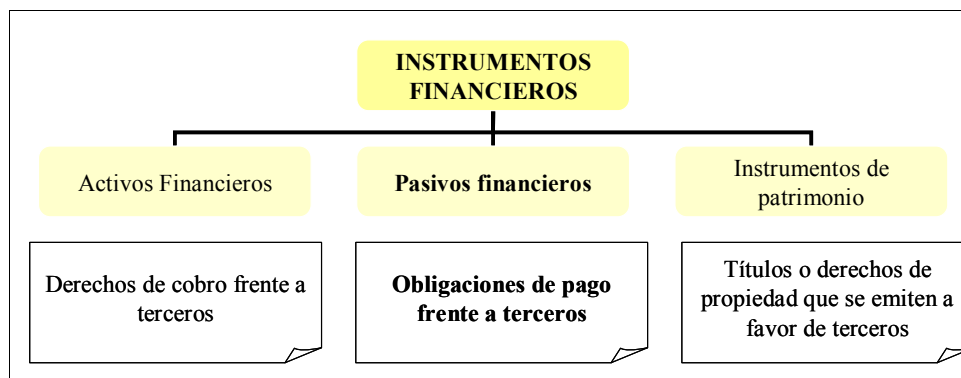 INSTRUMENTOS
FINANCIEROS
Activos Financieros
Pasivos financieros
Instrumentos de
patrimonio
Derechos de cobro frente a
terceros
Obligaciones de pago
frente a terceros
Títulos o derechos de
propiedad que se emiten a
favor de terceros